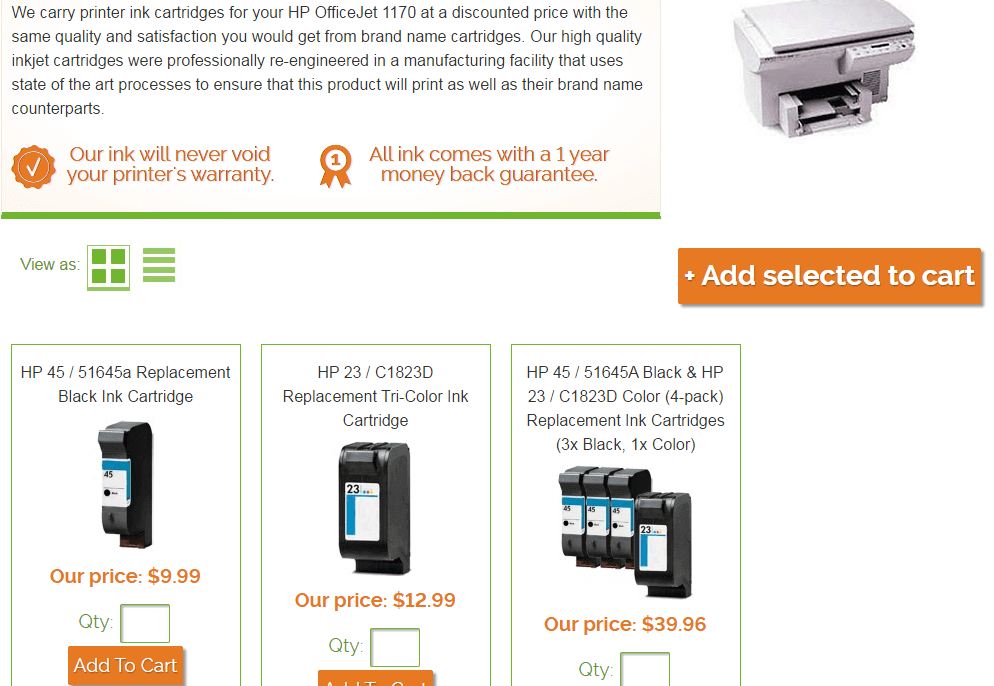 We carry printer ink cartridges for your HP OfficeJet 1170 at a discounted price with the
same quality and satisfaction you would get from brand name cartridges. Our high quality
inkjet cartridges were professionally re-engineered in a manufacturing facility that uses
state of the art processes to ensure that this product will print as well as their brand name
counterparts.
Our ink will never void
your printer's warranty.
1
All ink comes with a 1 year
money back guarantee.
View as:
+ Add selected to cart
HP 45 / 51645a Replacement
Black Ink Cartridge
45
Black
Our price: $9.99
Qty:
Add To Cart
HP 23 / C1823D
Replacement Tri-Color Ink
Cartridge
23
Our price: $12.99
Qty:
Add To Cart
HP 45 / 51645A Black & HP
23 / C1823D Color (4-pack)
Replacement Ink Cartridges
(3x Black, 1x Color)
45
45
45
23
Our price: $39.96
Qty: